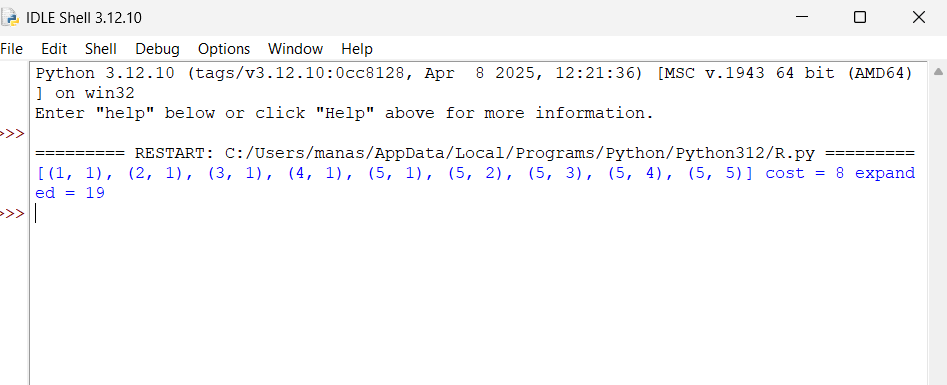 IDLE Shell 3.12.10
File Edit Shell Debug Options Window Help
Python 3.12.10 (tags/v3.12.10:0cc8128, Apr  8 2025, 12:21:36) [MSC v.1943 64 bit (AMD64)
] on win32
Enter "help" below or click "Help" above for more information.
>>>
========= RESTART: C:/Users/manas/AppData/Local/Programs/Python/Python312/R.py =========
[(1, 1), (2, 1), (3, 1), (4, 1), (5, 1), (5, 2), (5, 3), (5, 4), (5, 5)] cost = 8 expand
ed = 19
>>>